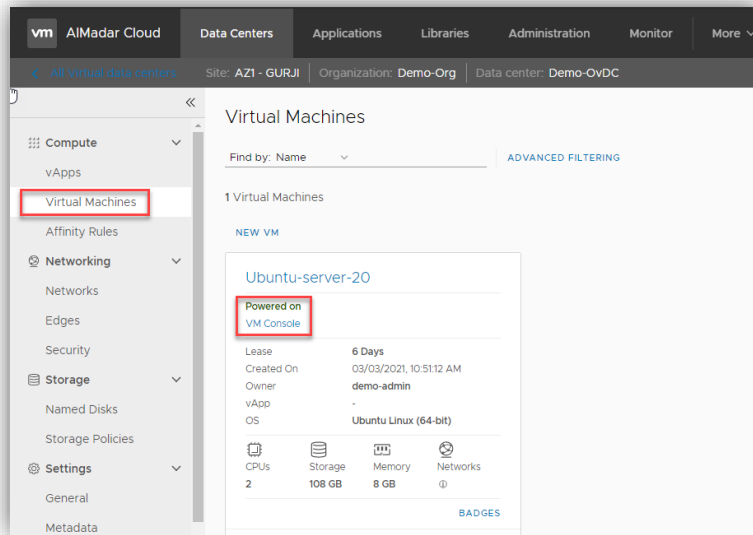 vm AlMadar Cloud Data Centers Applications Libraries Administration Monitor More
All virtual data centers Site: AZ1 - GURJI Organization: Demo-Org Data center: Demo-OvDC
Compute
vApps
Virtual Machines
Affinity Rules
Networking
Networks
Edges
Security
Storage
Named Disks
Storage Policies
Settings
General
Metadata
Virtual Machines
Find by: Name ADVANCED FILTERING
1 Virtual Machines
NEW VM
Ubuntu-server-20
Powered on
VM Console
Lease 6 Days
Created On 03/03/2021, 10:51:12 AM
Owner demo-admin
vApp -
OS Ubuntu Linux (64-bit)
CPUs Storage Memory Networks
2 108 GB 8 GB
BADGES